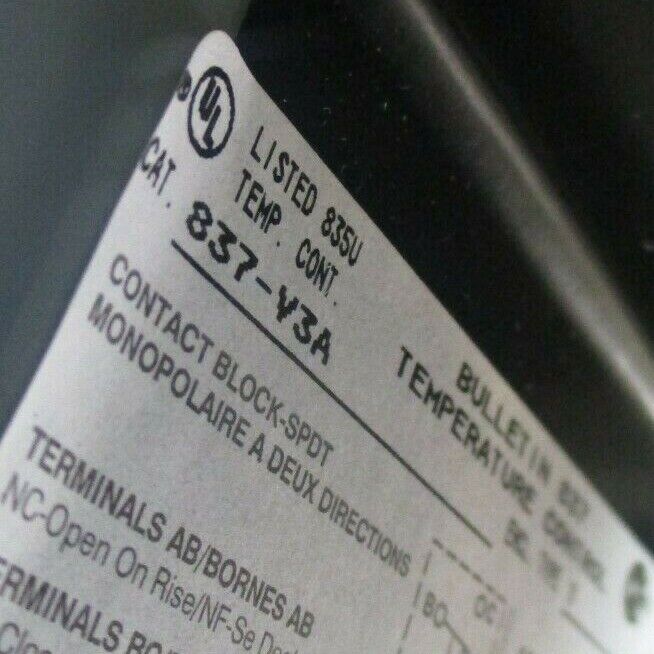 UL LISTED 835U
TEMP. CONT.
CAT. 837-V3A
BULLETIN 837
TEMPERATURE CONTROL
CONTACT BLOCK-SPDT
MONOPOLAIRE A DEUX DIRECTIONS
TERMINALS AB/BORNES AB
NC-Open On Rise/NF-Se
TERMINALS